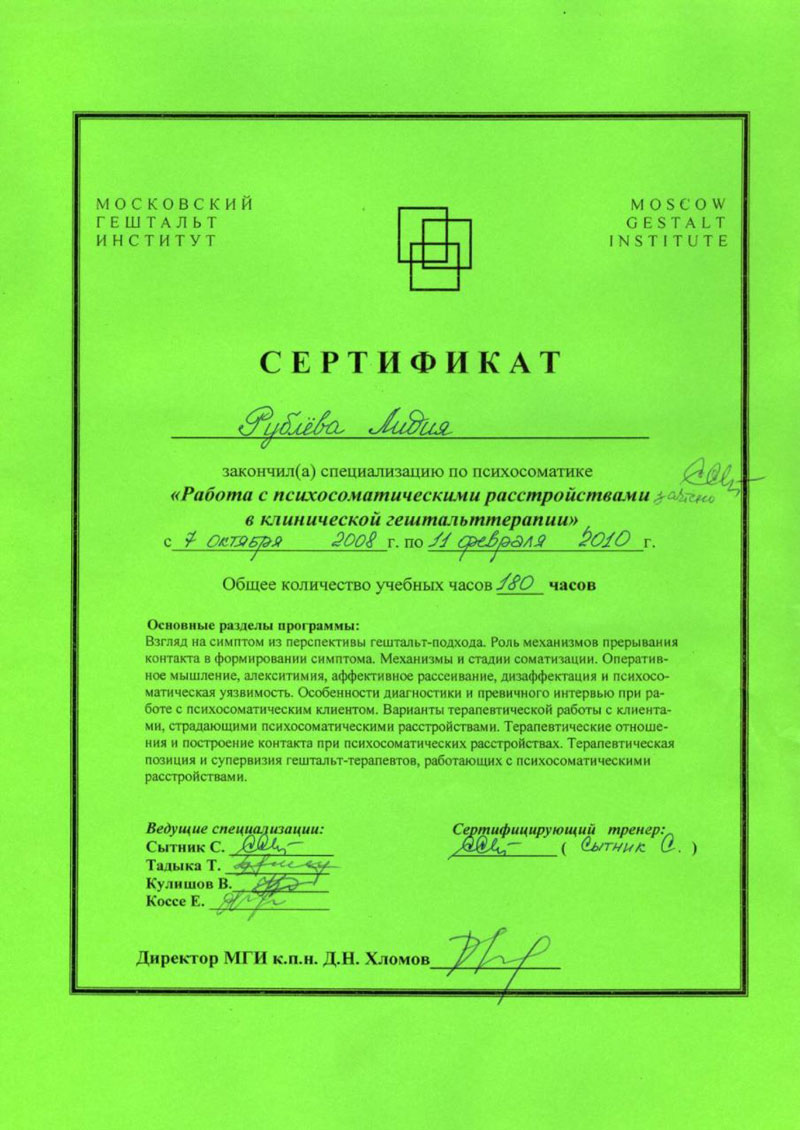 МОСКОВСКИЙ
ГЕШТАЛЬТ
ИНСТИТУТ
MOSCOW
GESTALT
INSTITUTE
СЕРТИФИКАТ
Рублёва Лидия
закончил(а) специализацию по психосоматике
«Работа с психосоматическими расстройствами
в клинической гештальттерапии»
с 7 октября 2008 г. по 11 февраля 2010 г.
Общее количество учебных часов 180 часов
Основные разделы программы:
Взгляд на симптом из перспективы гештальт-подхода. Роль механизмов прерывания
контакта в формировании симптома. Механизмы и стадии соматизации. Оператив-
ное мышление, алекситимия, аффективное рассеивание, дизаффектация и психосо-
матическая уязвимость. Особенности диагностики и превичного интервью при ра-
боте с психосоматическим клиентом. Варианты терапевтической работы с клиента-
ми, страдающими психосоматическими расстройствами. Терапевтические отноше-
ния и построение контакта при психосоматических расстройствах. Терапевтическая
позиция и супервизия гештальт-терапевтов, работающих с психосоматическими
расстройствами.
Ведущие специализации:
Сытник С.
Тадыка Т.
Кулишов В.
Коссе Е.
Сертифицирующий тренер:
( Сытник С. )
Директор МГИ к.п.н. Д.Н. Хломов